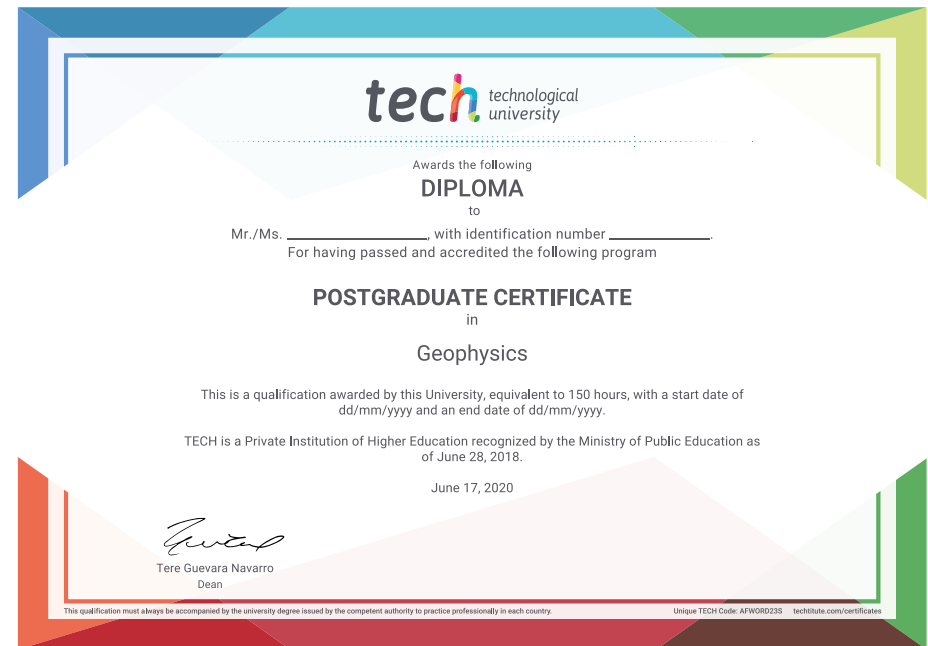 tech technological
university
Awards the following
DIPLOMA
to
Mr./Ms. ____________________, with identification number ______________.
For having passed and accredited the following program
POSTGRADUATE CERTIFICATE
in
Geophysics
This is a qualification awarded by this University, equivalent to 150 hours, with a start date of
dd/mm/yyyy and an end date of dd/mm/yyyy.
TECH is a Private Institution of Higher Education recognized by the Ministry of Public Education as
of June 28, 2018.
June 17, 2020
Tere Guevara Navarro
Dean
This qualification must always be accompanied by the university degree issued by the competent authority to practice professionally in each country. Unique TECH Code: AFWORD23S techtitute.com/certificates